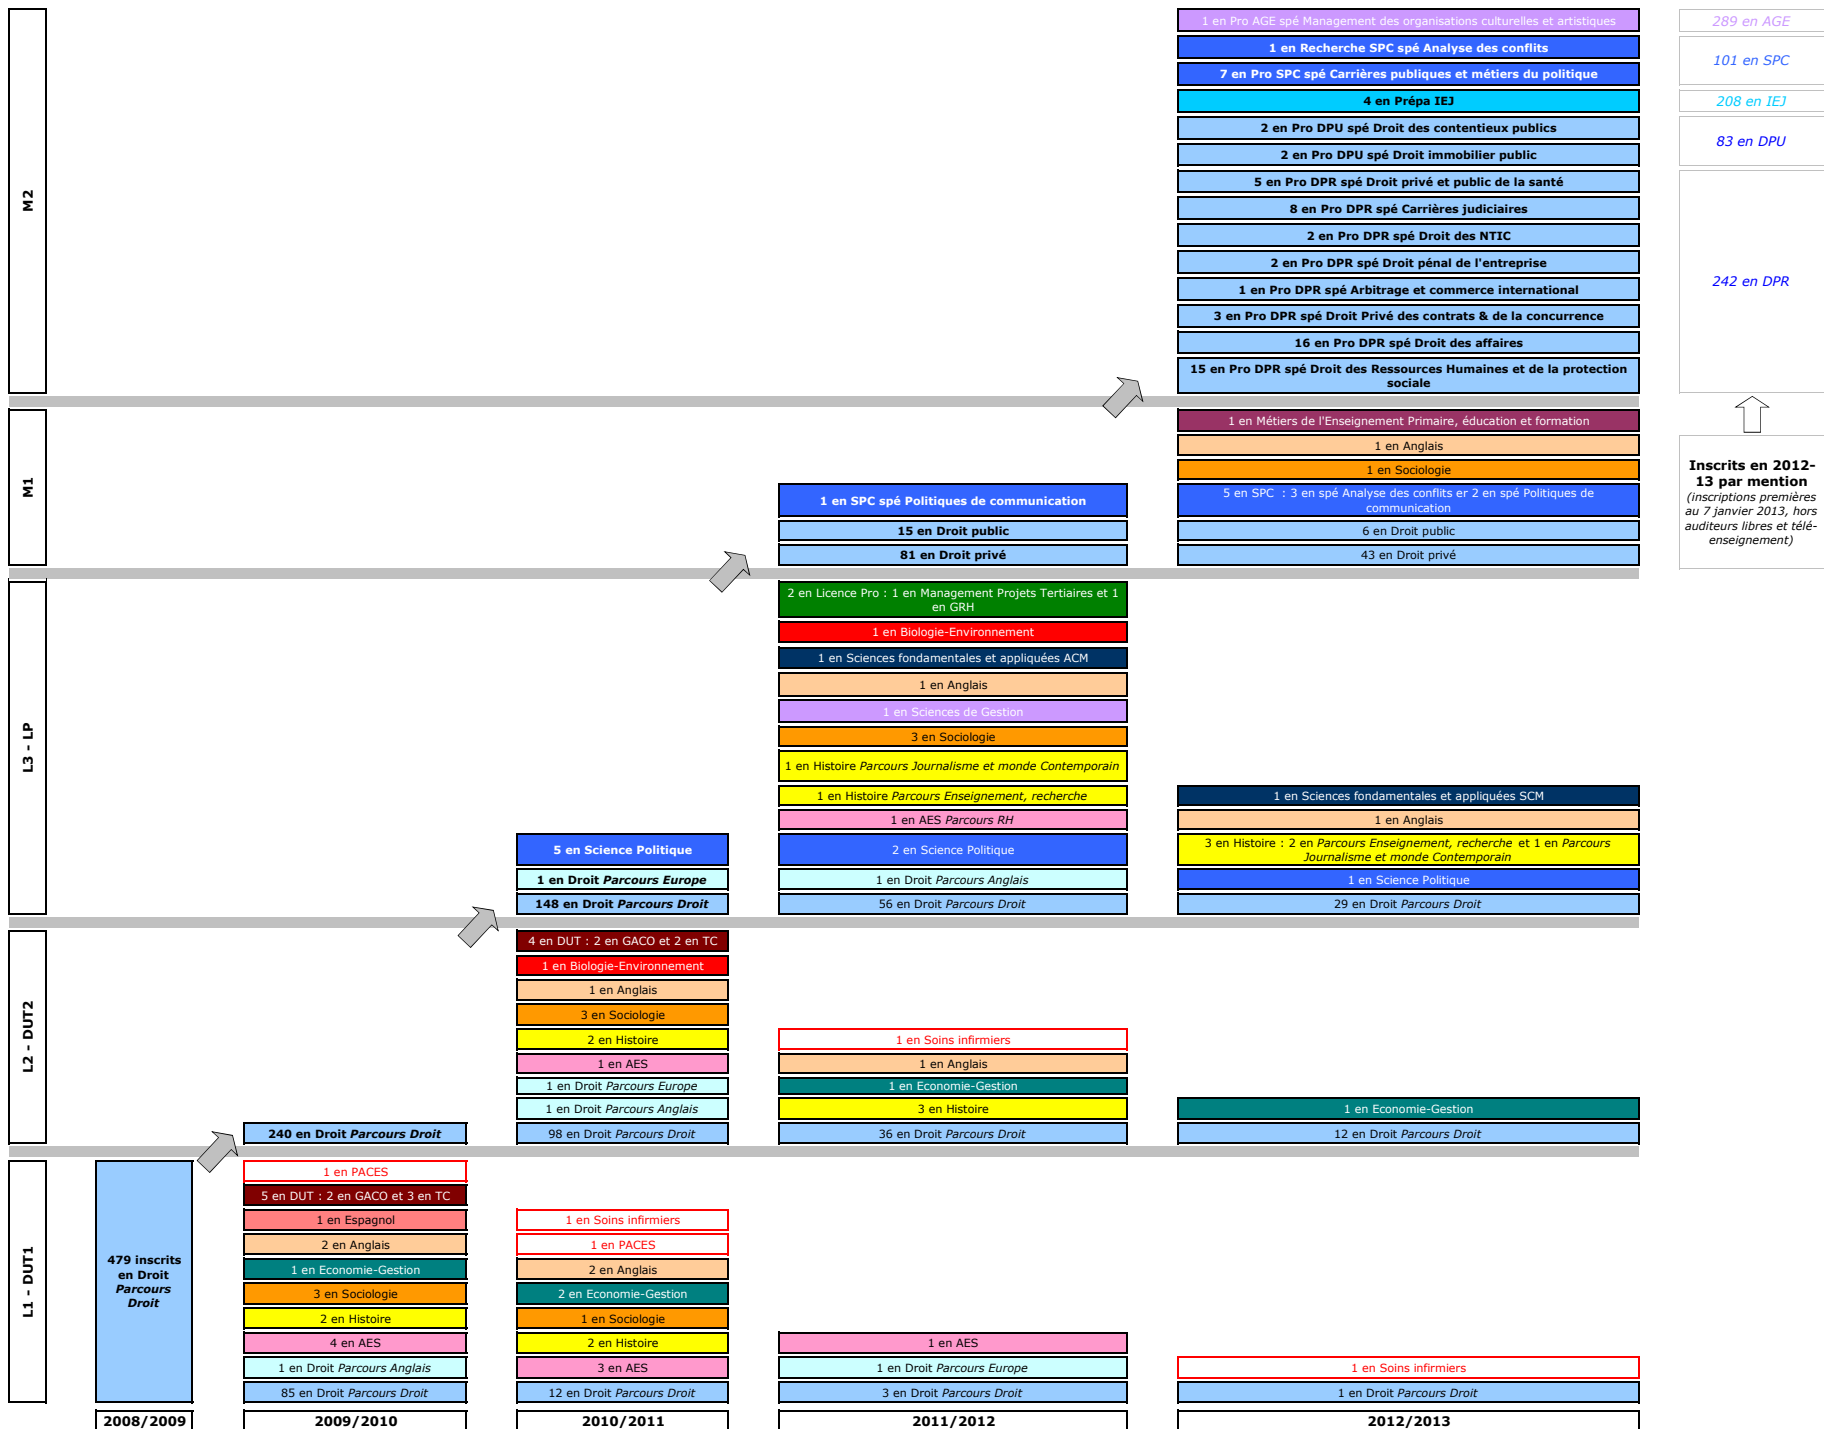 M2
1 en Pro AGE spé Management des organisations culturelles et artistiques
1 en Recherche SPC spé Analyse des conflits
7 en Pro SPC spé Carrières publiques et métiers du politique
4 en Prépa IEJ
2 en Pro DPU spé Droit des contentieux publics
2 en Pro DPU spé Droit immobilier public
5 en Pro DPR spé Droit privé et public de la santé
8 en Pro DPR spé Carrières judiciaires
2 en Pro DPR spé Droit des NTIC
2 en Pro DPR spé Droit pénal de l'entreprise
1 en Pro DPR spé Arbitrage et commerce international
3 en Pro DPR spé Droit Privé des contrats & de la concurrence
16 en Pro DPR spé Droit des affaires
15 en Pro DPR spé Droit des Ressources Humaines et de la protection
sociale
289 en AGE
101 en SPC
208 en IEJ
83 en DPU
242 en DPR
Inscrits en 2012-
13 par mention
(inscriptions premières
au 7 janvier 2013, hors
auditeurs libres et télé-
enseignement)
M1
1 en SPC spé Politiques de communication
15 en Droit public
81 en Droit privé
1 en Métiers de l'Enseignement Primaire, éducation et formation
1 en Anglais
1 en Sociologie
5 en SPC : 3 en spé Analyse des conflits er 2 en spé Politiques de
communication
6 en Droit public
43 en Droit privé
L3 - LP
5 en Science Politique
1 en Droit Parcours Europe
148 en Droit Parcours Droit
2 en Licence Pro : 1 en Management Projets Tertiaires et 1
en GRH
1 en Biologie-Environnement
1 en Sciences fondamentales et appliquées ACM
1 en Anglais
1 en Sciences de Gestion
3 en Sociologie
1 en Histoire Parcours Journalisme et monde Contemporain
1 en Histoire Parcours Enseignement, recherche
1 en AES Parcours RH
2 en Science Politique
1 en Droit Parcours Anglais
56 en Droit Parcours Droit
1 en Sciences fondamentales et appliquées SCM
1 en Anglais
3 en Histoire : 2 en Parcours Enseignement, recherche et 1 en Parcours
Journalisme et monde Contemporain
1 en Science Politique
29 en Droit Parcours Droit
L2 - DUT2
240 en Droit Parcours Droit
4 en DUT : 2 en GACO et 2 en TC
1 en Biologie-Environnement
1 en Anglais
3 en Sociologie
2 en Histoire
1 en AES
1 en Droit Parcours Europe
1 en Droit Parcours Anglais
98 en Droit Parcours Droit
1 en Soins infirmiers
1 en Anglais
1 en Economie-Gestion
3 en Histoire
36 en Droit Parcours Droit
1 en Economie-Gestion
12 en Droit Parcours Droit
L1 - DUT1
479 inscrits
en Droit
Parcours
Droit
1 en PACES
5 en DUT : 2 en GACO et 3 en TC
1 en Espagnol
2 en Anglais
1 en Economie-Gestion
3 en Sociologie
2 en Histoire
4 en AES
1 en Droit Parcours Anglais
85 en Droit Parcours Droit
1 en Soins infirmiers
1 en PACES
2 en Anglais
2 en Economie-Gestion
1 en Sociologie
2 en Histoire
3 en AES
12 en Droit Parcours Droit
1 en AES
1 en Droit Parcours Europe
3 en Droit Parcours Droit
1 en Soins infirmiers
1 en Droit Parcours Droit
2008/2009
2009/2010
2010/2011
2011/2012
2012/2013